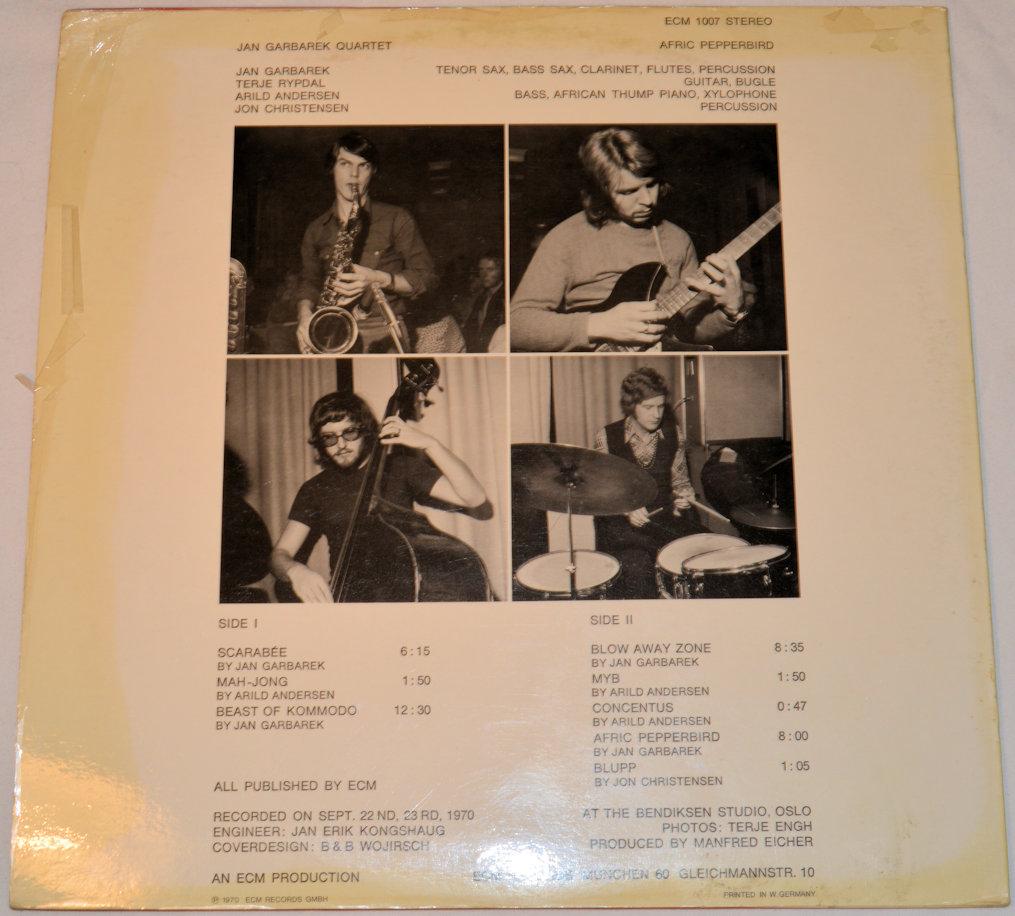 ECM 1007 STEREO
JAN GARBAREK QUARTET AFRIC PEPPERBIRD
JAN GARBAREK TENOR SAX, BASS SAX, CLARINET, FLUTES, PERCUSSION
TERJE RYPDAL GUITAR, BUGLE
ARILD ANDERSEN BASS, AFRICAN THUMP PIANO, XYLOPHONE
JON CHRISTENSEN PERCUSSION
SIDE I
SCARABÉE 6:15
BY JAN GARBAREK
MAH-JONG 1:50
BY ARILD ANDERSEN
BEAST OF KOMMODO 12:30
BY JAN GARBAREK
SIDE II
BLOW AWAY ZONE 8:35
BY JAN GARBAREK
MYB 1:50
BY ARILD ANDERSEN
CONCENTUS 0:47
BY ARILD ANDERSEN
AFRIC PEPPERBIRD 8:00
BY JAN GARBAREK
BLUPP 1:05
BY JON CHRISTENSEN
ALL PUBLISHED BY ECM
RECORDED ON SEPT. 22 ND, 23 RD, 1970 AT THE BENDIKSEN STUDIO, OSLO
ENGINEER: JAN ERIK KONGSHAUG PHOTOS: TERJE ENGH
COVERDESIGN: B & B WOJIRSCH PRODUCED BY MANFRED EICHER
AN ECM PRODUCTION MÜNCHEN 60 GLEICHMANNSTR. 10
℗ 1970 ECM RECORDS GMBH PRINTED IN W.GERMANY